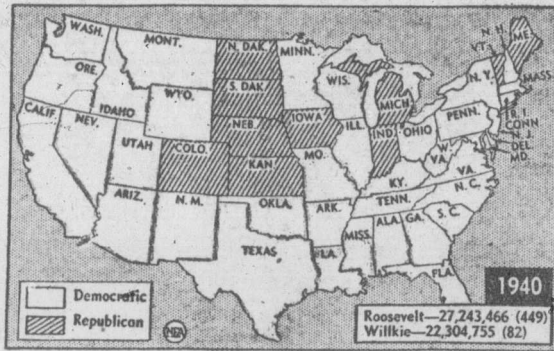 WASH.
MONT.
N. DAK.
MINN.
N. H.
ME.
VT.
ORE.
S. DAK.
WIS.
N. Y.
MASS.
WYO.
MICH.
CALIF.
NEV.
IDAHO
NEB.
IOWA
R. I.
CONN.
N. J.
DEL.
MD.
PENN.
OHIO
IND.
ILL.
UTAH
COLO.
KAN.
MO.
W. VA.
VA.
KY.
N. C.
TENN.
ARIZ.
N. M.
OKLA.
ARK.
S. C.
MISS.
ALA.
GA.
TEXAS
LA.
FLA.
Democratic
Republican
NEA
1940
Roosevelt—27,243,466 (449)
Willkie—22,304,755 (82)